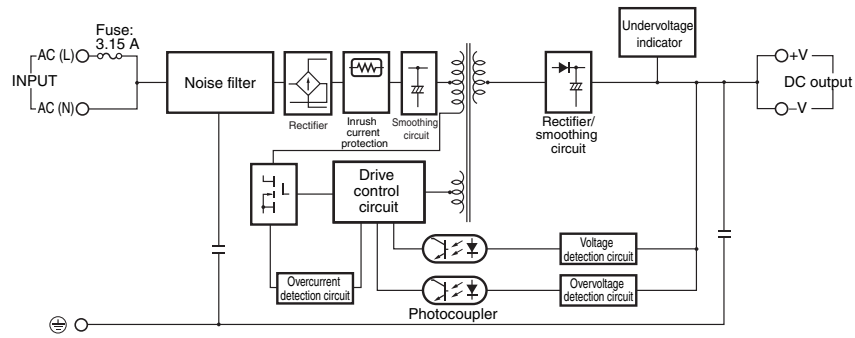 Fuse:
3.15 A
AC (L)
INPUT
AC (N)
Noise filter
Rectifier
Inrush
current
protection
Smoothing
circuit
Rectifier/
smoothing
circuit
Undervoltage
indicator
+V
DC output
–V
Drive
control
circuit
Overcurrent
detection circuit
Voltage
detection circuit
Overvoltage
detection circuit
Photocoupler